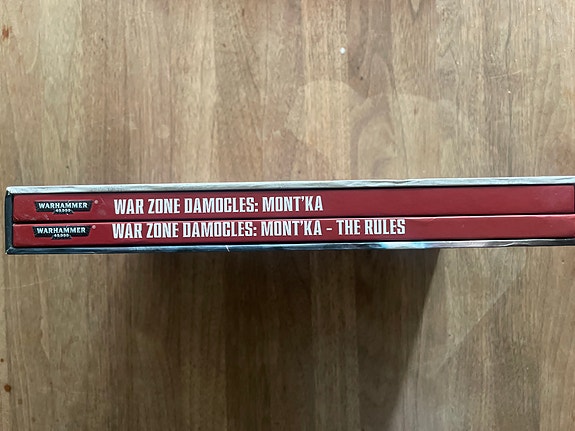 WARHAMMER
40,000
WAR ZONE DAMOCLES: MONT'KA
WARHAMMER
40,000
WAR ZONE DAMOCLES: MONT'KA - THE RULES